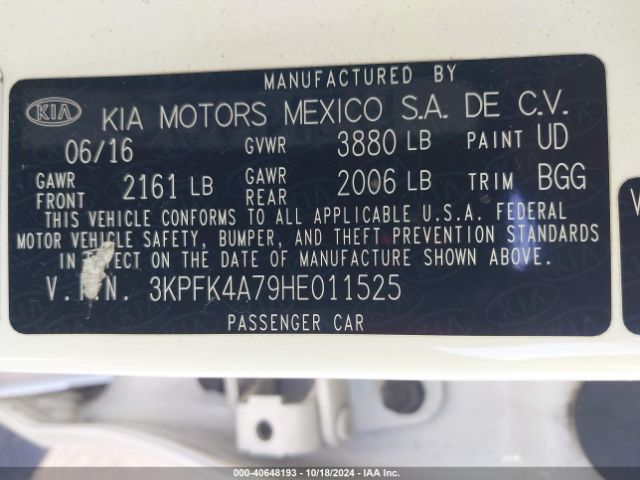 MANUFACTURED BY
KIA KIA MOTORS MEXICO S.A. DE C.V.
06/16 GVWR 3880 LB PAINT UD
GAWR FRONT 2161 LB GAWR REAR 2006 LB TRIM BGG
THIS VEHICLE CONFORMS TO ALL APPLICABLE U.S.A. FEDERAL
MOTOR VEHICLE SAFETY, BUMPER, AND THEFT PREVENTION STANDARDS
IN EFFECT ON THE DATE OF MANUFACTURE SHOWN ABOVE.
V.I.N. 3KPFK4A79HE011525
PASSENGER CAR
000-40648193 - 10/18/2024 - IAA Inc.